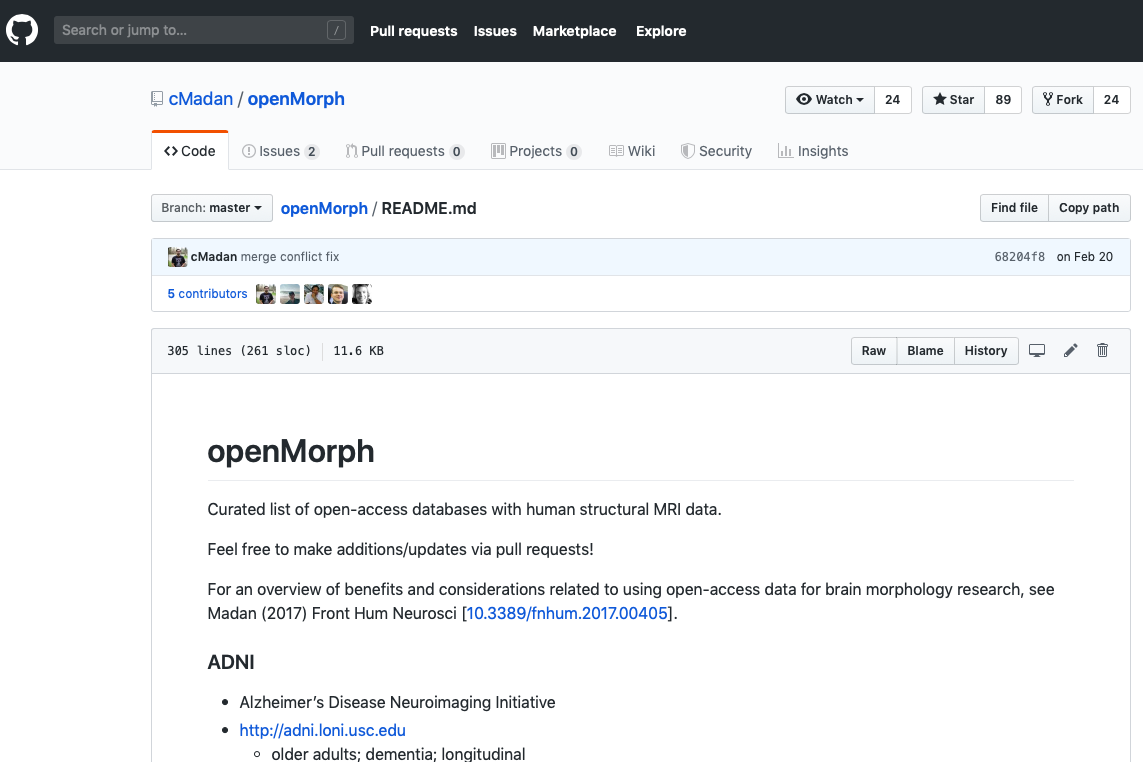 Search or jump to... /
Pull requests Issues Marketplace Explore
cMadan / openMorph
Watch 24 Star 89 Fork 24
Code Issues 2 Pull requests 0 Projects 0 Wiki Security Insights
Branch: master openMorph / README.md Find file Copy path
cMadan merge conflict fix 68204f8 on Feb 20
5 contributors
305 lines (261 sloc) 11.6 KB Raw Blame History
openMorph
Curated list of open-access databases with human structural MRI data.
Feel free to make additions/updates via pull requests!
For an overview of benefits and considerations related to using open-access data for brain morphology research, see
Madan (2017) Front Hum Neurosci [10.3389/fnhum.2017.00405].
ADNI
• Alzheimer’s Disease Neuroimaging Initiative
• http://adni.loni.usc.edu
◦ older adults; dementia; longitudinal